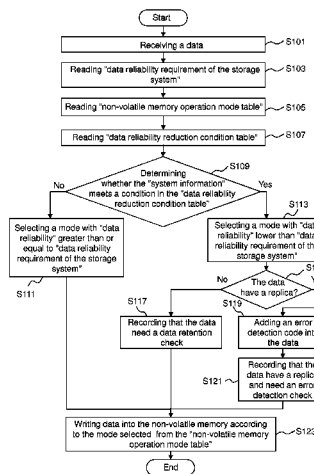 Start
S101
Receiving a data
S103
Reading "data reliability requirement of the storage
system"
S105
Reading "non-volatile memory operation mode table"
S107
Reading "data reliability reduction condition table"
S109
Determining
whether the "system information"
meets a condition in the "data reliability
reduction condition table"
No
Yes
S113
Selecting a mode with "data
reliability" greater than or
equal to "data reliability
requirement of the storage
system"
S111
Selecting a mode with "dat
reliability" lower than "data
reliability requirement of th
storage system"
S1
No
The data
have a replica?
Y
S117
Recording that the data
need a data retention
check
S119
Adding an error
detection code into
the data
S121
Recording that the
data have a replic
and need an error
detection check
Writing data into the non-volatile memory according
to the mode selected from the "non-volatile memory
operation mode table"
S123
End